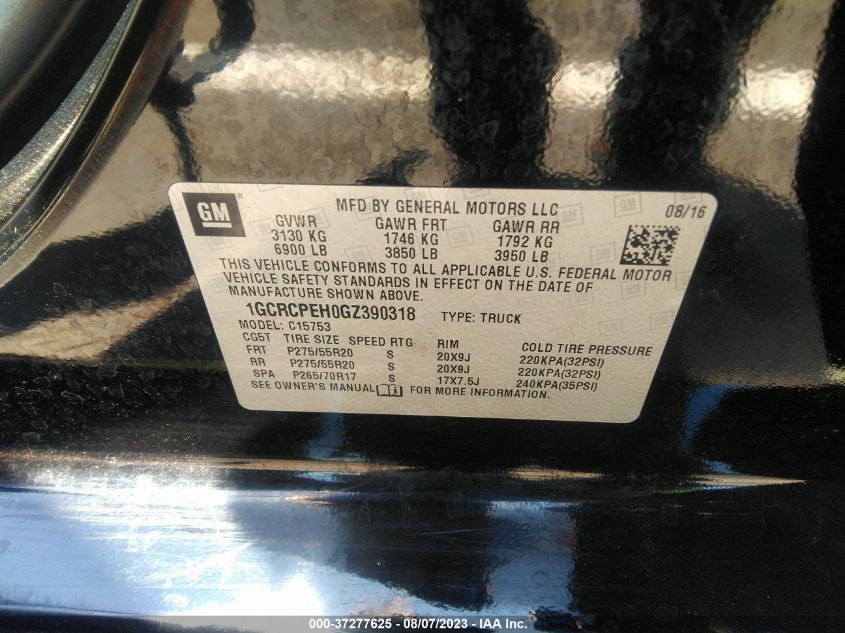 GM
MFD BY GENERAL MOTORS LLC 08/16
GVWR GAWR FRT GAWR RR
3130 KG 1746 KG 1792 KG
6900 LB 3850 LB 3950 LB
THIS VEHICLE CONFORMS TO ALL APPLICABLE U.S. FEDERAL MOTOR
VEHICLE SAFETY STANDARDS IN EFFECT ON THE DATE OF
MANUFACTURE SHOWN ABOVE.
1GCRCPEH0GZ390318 TYPE: TRUCK
MODEL: C15753
CG5T TIRE SIZE SPEED RTG RIM COLD TIRE PRESSURE
FRT P275/55R20 S 20X9J 220KPA(32PSI)
RR P275/55R20 S 20X9J 220KPA(32PSI)
SPA P265/70R17 S 17X7.5J 240KPA(35PSI)
SEE OWNER'S MANUAL FOR MORE INFORMATION.
000-37277625 - 08/07/2023 - IAA Inc.